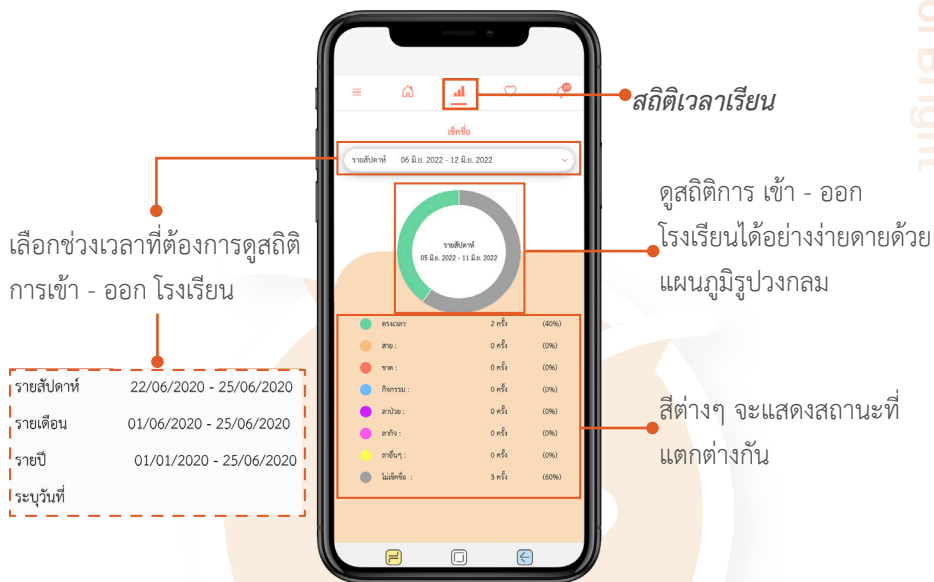 สถิติเวลาเรียน
เช็คชื่อ
รายสัปดาห์ 06 มิ.ย. 2022 - 12 มิ.ย. 2022
รายสัปดาห์
05 มิ.ย. 2022 - 11 มิ.ย. 2022
ตรงเวลา: 2 ครั้ง (40%)
สาย : 0 ครั้ง (0%)
ขาด : 0 ครั้ง (0%)
กิจกรรม : 0 ครั้ง (0%)
ลาป่วย : 0 ครั้ง (0%)
ลากิจ : 0 ครั้ง (0%)
ลาอื่นๆ : 0 ครั้ง (0%)
ไม่เช็คชื่อ : 3 ครั้ง (60%)
เลือกช่วงเวลาที่ต้องการดูสถิติ
การเข้า - ออก โรงเรียน
รายสัปดาห์ 22/06/2020 - 25/06/2020
รายเดือน 01/06/2020 - 25/06/2020
รายปี 01/01/2020 - 25/06/2020
ระบุวันที่
ดูสถิติการ เข้า - ออก
โรงเรียนได้อย่างง่ายดายด้วย
แผนภูมิรูปวงกลม
สีต่างๆ จะแสดงสถานะที่
แตกต่างกัน